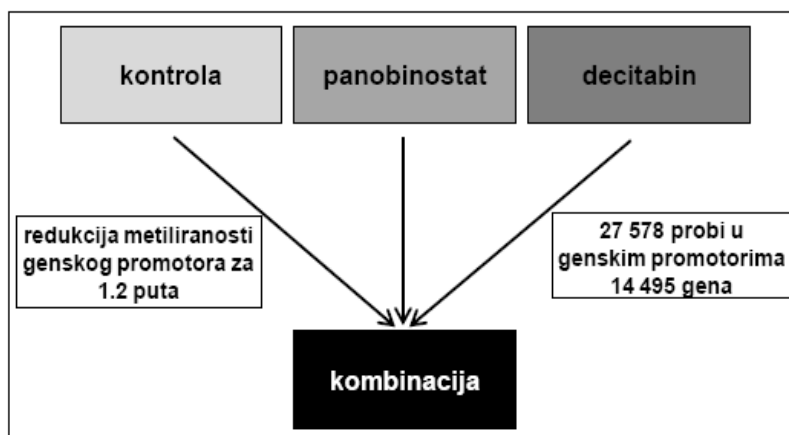 kontrola
panobinostat
decitabin
redukcija metiliranosti
genskog promotora za
1.2 puta
27 578 probi u
genskim promotorima
14 495 gena
kombinacija